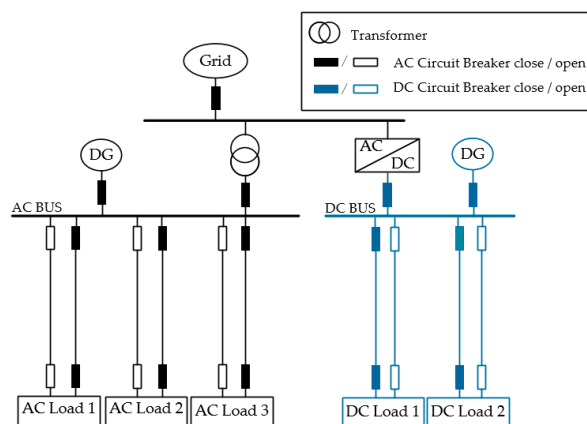 Transformer
/ AC Circuit Breaker close / open
/ DC Circuit Breaker close / open
Grid
DG
AC
DC
DG
AC BUS
DC BUS
AC Load 1
AC Load 2
AC Load 3
DC Load 1
DC Load 2